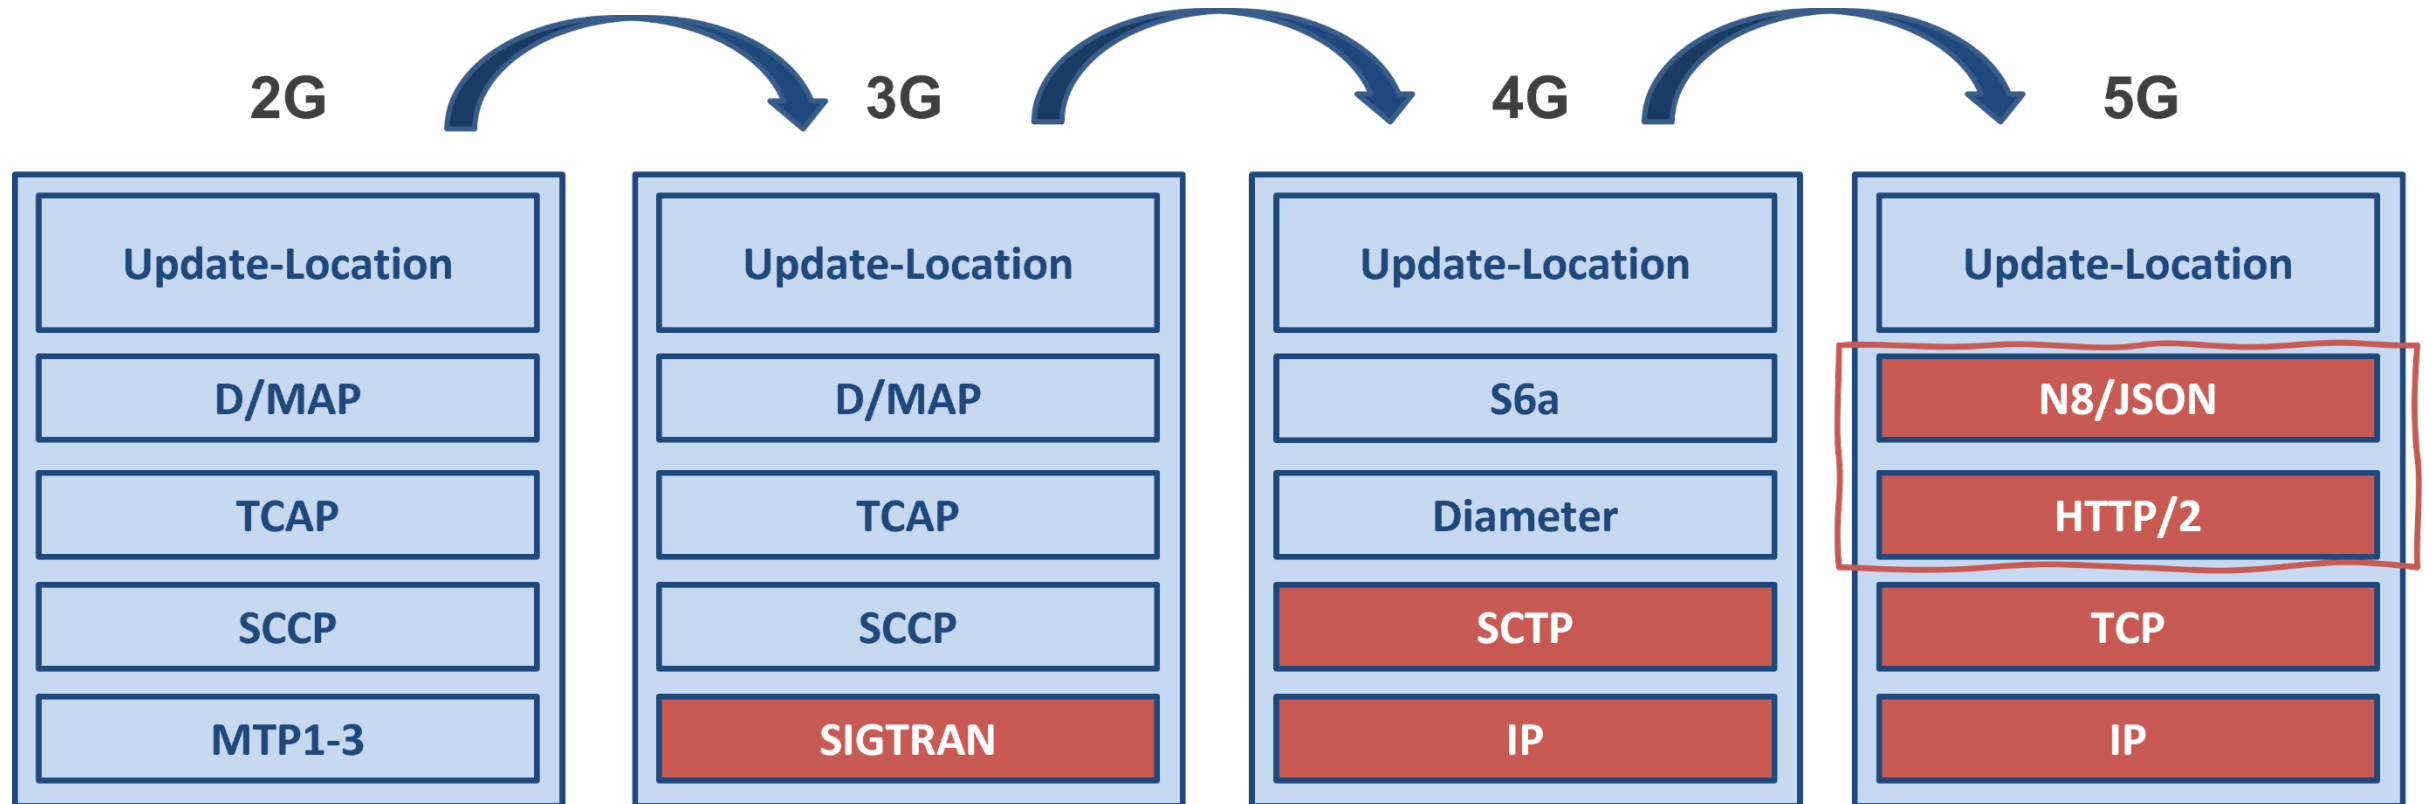 2G
3G
4G
5G
Update-Location
D/MAP
TCAP
SCCP
MTP1-3
Update-Location
D/MAP
TCAP
SCCP
SIGTRAN
Update-Location
S6a
Diameter
SCTP
IP
Update-Location
N8/JSON
HTTP/2
TCP
IP